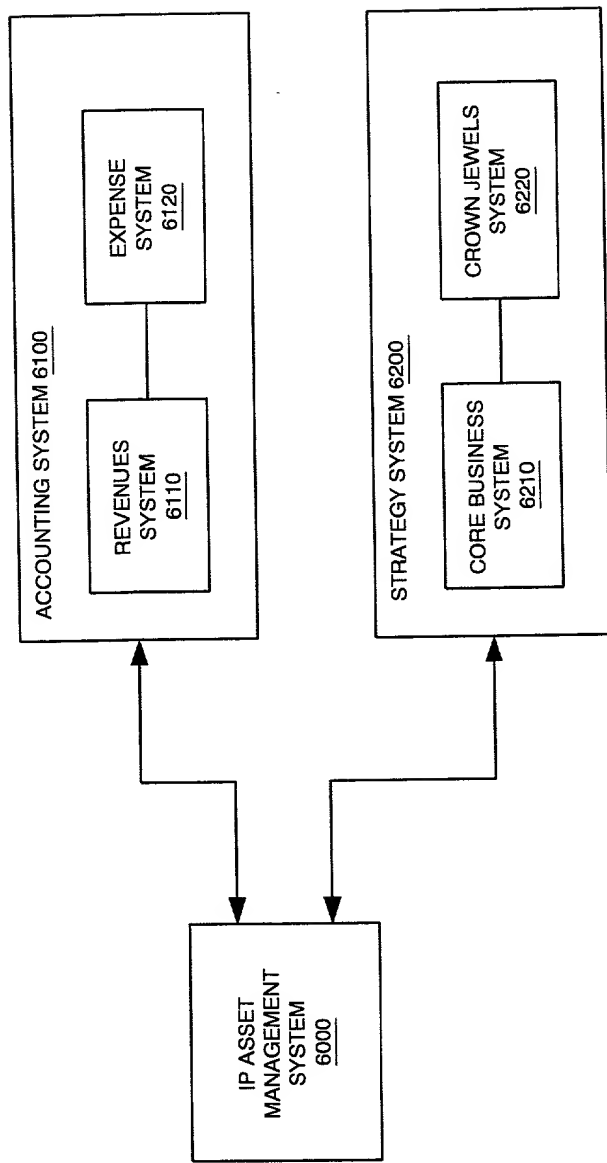 ACCOUNTING SYSTEM 6100
REVENUES
SYSTEM
6110
EXPENSE
SYSTEM
6120
IP ASSET
MANAGEMENT
SYSTEM
6000
STRATEGY SYSTEM 6200
CORE BUSINESS
SYSTEM
6210
CROWN JEWELS
SYSTEM
6220